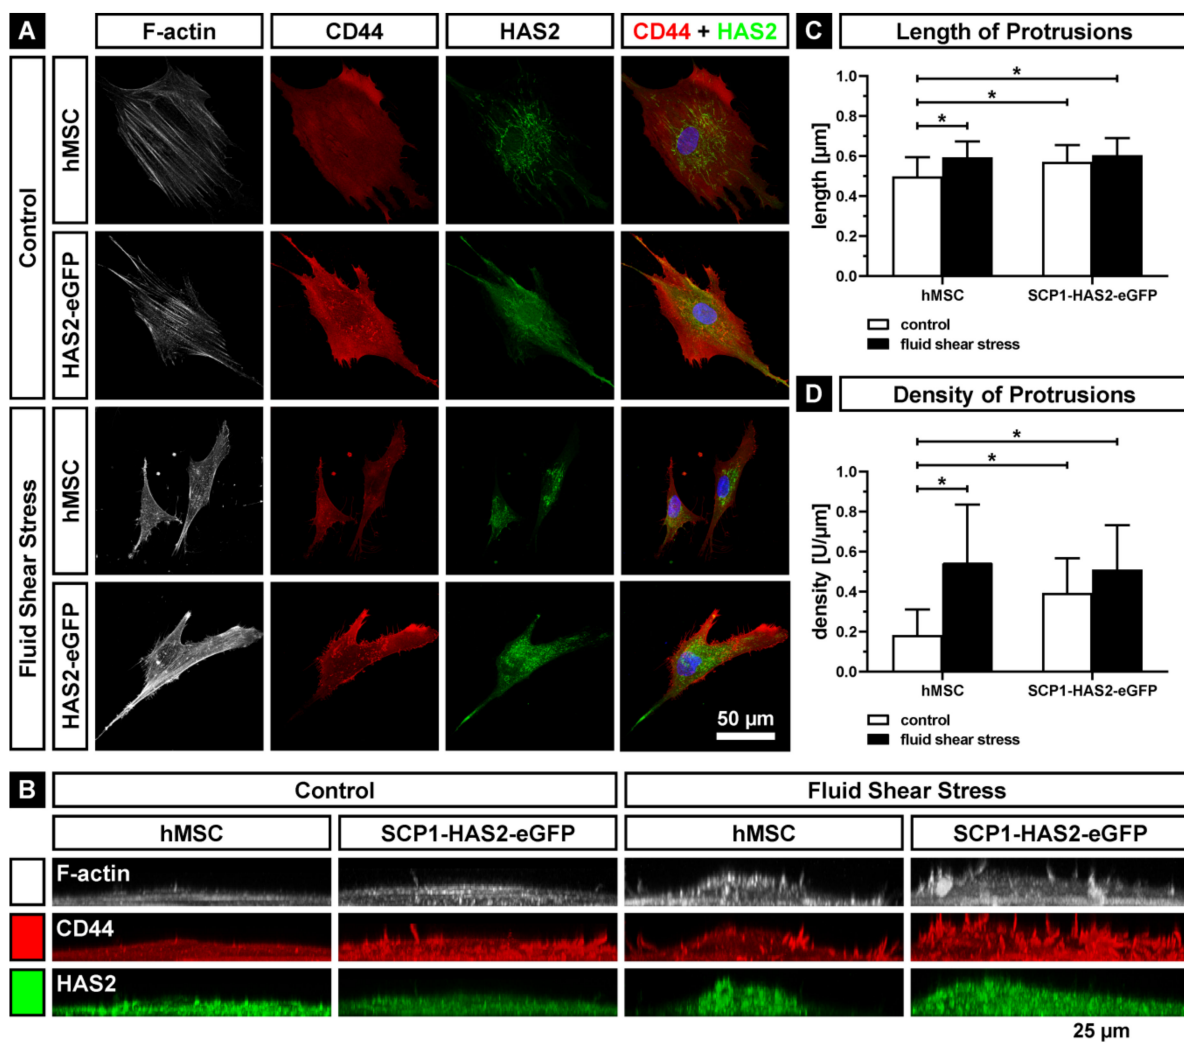 A
F-actin
CD44
HAS2
CD44 + HAS2
Control
hMSC
HAS2-eGFP
Fluid Shear Stress
hMSC
HAS2-eGFP
50 µm
C
Length of Protrusions
*
*
*
length [µm]
1.0
0.8
0.6
0.4
0.2
0.0
hMSC
SCP1-HAS2-eGFP
control
fluid shear stress
D
Density of Protrusions
*
*
*
density [U/µm]
1.0
0.8
0.6
0.4
0.2
0.0
hMSC
SCP1-HAS2-eGFP
control
fluid shear stress
B
Control
Fluid Shear Stress
hMSC
SCP1-HAS2-eGFP
hMSC
SCP1-HAS2-eGFP
F-actin
CD44
HAS2
25 µm